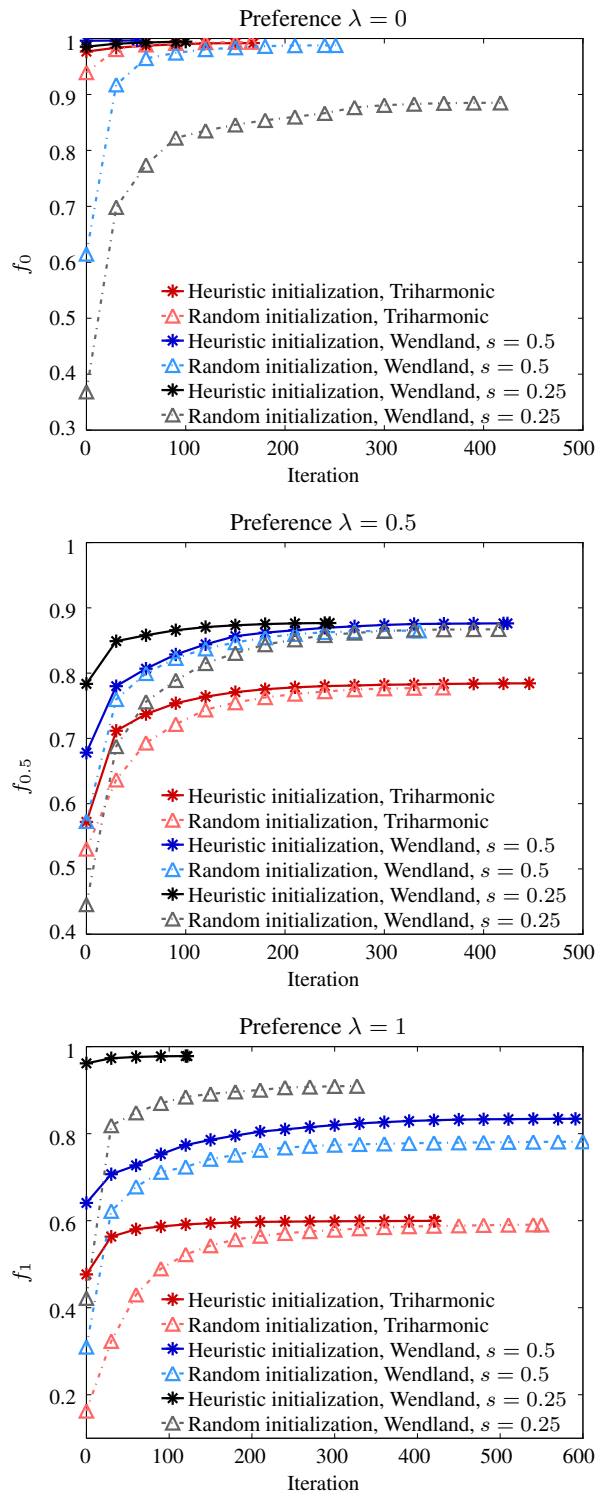 Preference λ = 0
1
0.9
0.8
0.7
0.6
0.5
0.4
0.3
f0
Heuristic initialization, Triharmonic
Random initialization, Triharmonic
Heuristic initialization, Wendland, s = 0.5
Random initialization, Wendland, s = 0.5
Heuristic initialization, Wendland, s = 0.25
Random initialization, Wendland, s = 0.25
0 100 200 300 400 500
Iteration
Preference λ = 0.5
1
0.9
0.8
0.7
0.6
0.5
0.4
f0.5
Heuristic initialization, Triharmonic
Random initialization, Triharmonic
Heuristic initialization, Wendland, s = 0.5
Random initialization, Wendland, s = 0.5
Heuristic initialization, Wendland, s = 0.25
Random initialization, Wendland, s = 0.25
0 100 200 300 400 500
Iteration
Preference λ = 1
1
0.8
0.6
0.4
0.2
f1
Heuristic initialization, Triharmonic
Random initialization, Triharmonic
Heuristic initialization, Wendland, s = 0.5
Random initialization, Wendland, s = 0.5
Heuristic initialization, Wendland, s = 0.25
Random initialization, Wendland, s = 0.25
0 100 200 300 400 500 600
Iteration